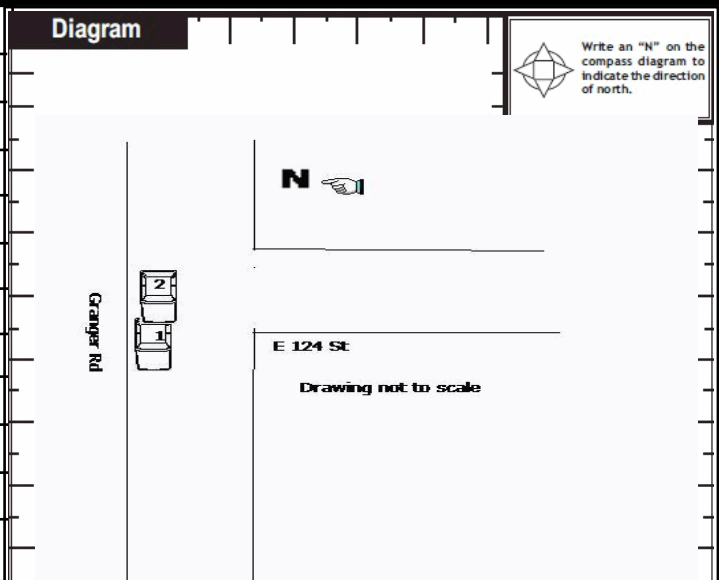 Diagram
Write an “N” on the
compass diagram to
indicate the direction
of north.
N
2
Granger Rd
1
E 124 St
Drawing not to scale